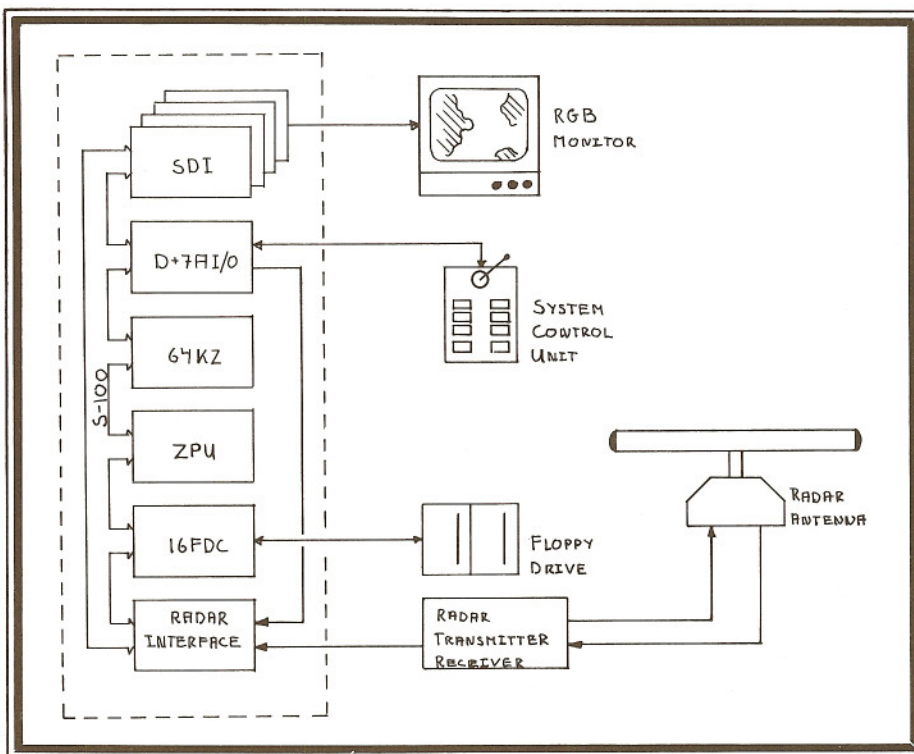 SDI
RGB
MONITOR
D+7AI/O
SYSTEM
CONTROL
UNIT
64KZ
S-100
ZPU
RADAR
ANTENNA
16FDC
FLOPPY
DRIVE
RADAR
INTERFACE
RADAR
TRANSMITTER
RECEIVER